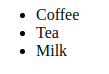 • Coffee
• Tea
• Milk